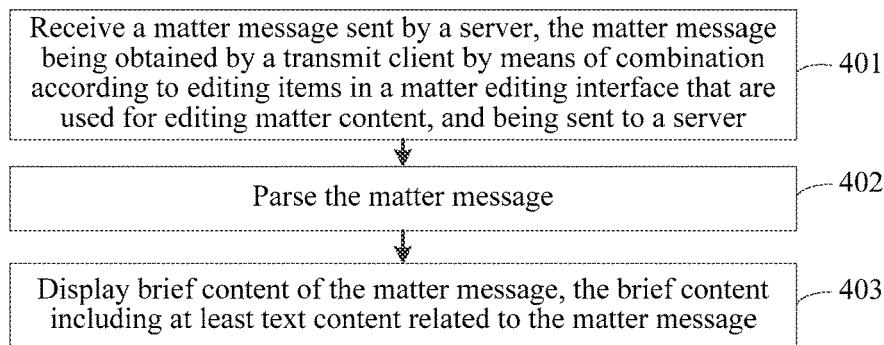 Receive a matter message sent by a server, the matter message
being obtained by a transmit client by means of combination
according to editing items in a matter editing interface that are
used for editing matter content, and being sent to a server
401
Parse the matter message
402
Display brief content of the matter message, the brief content
including at least text content related to the matter message
403